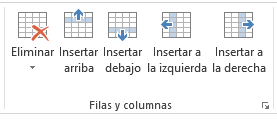 Eliminar
Insertar arriba
Insertar debajo
Insertar a la izquierda
Insertar a la derecha
Filas y columnas